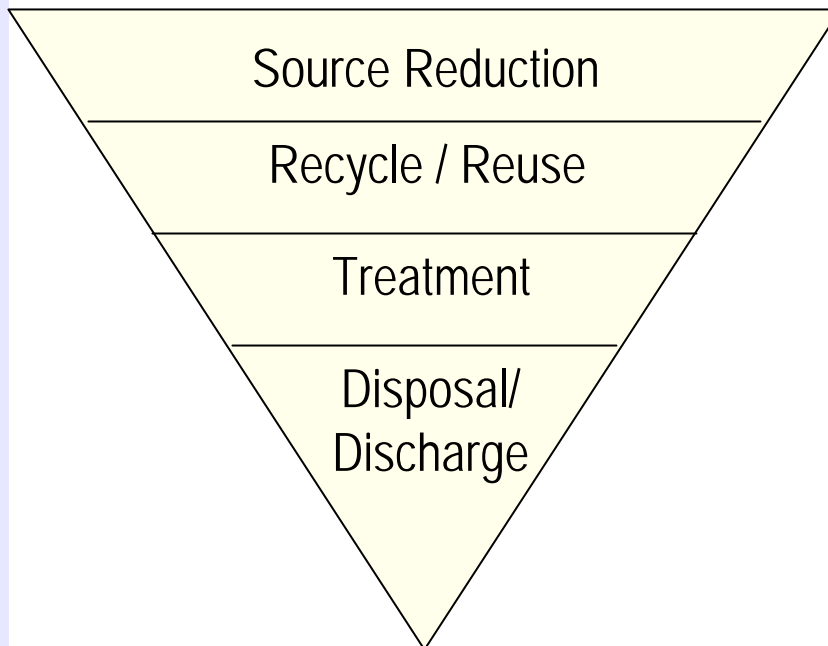 Source Reduction
Recycle / Reuse
Treatment
Disposal/
Discharge